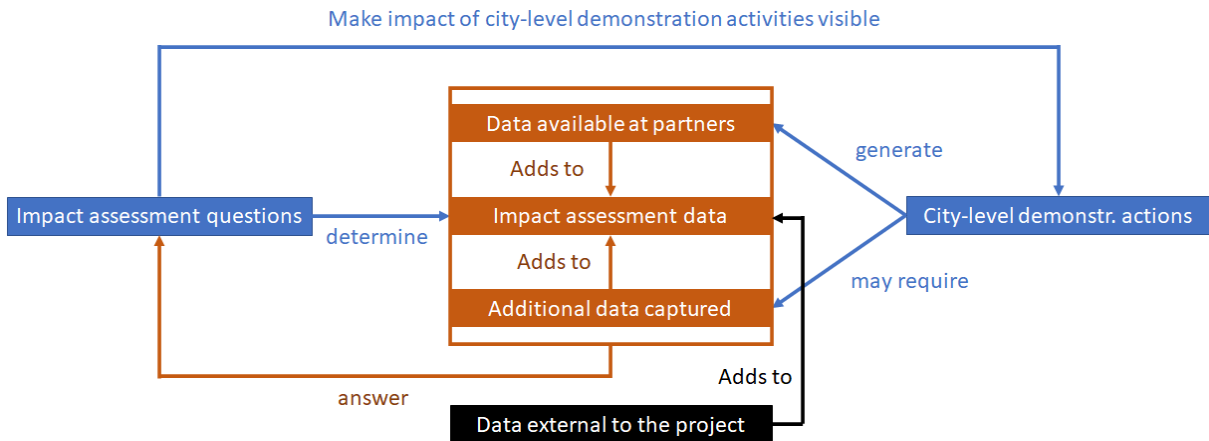 Make impact of city-level demonstration activities visible
Data available at partners
generate
Adds to
Impact assessment questions
Impact assessment data
City-level demonstr. actions
determine
Adds to
may require
Additional data captured
Adds to
answer
Data external to the project